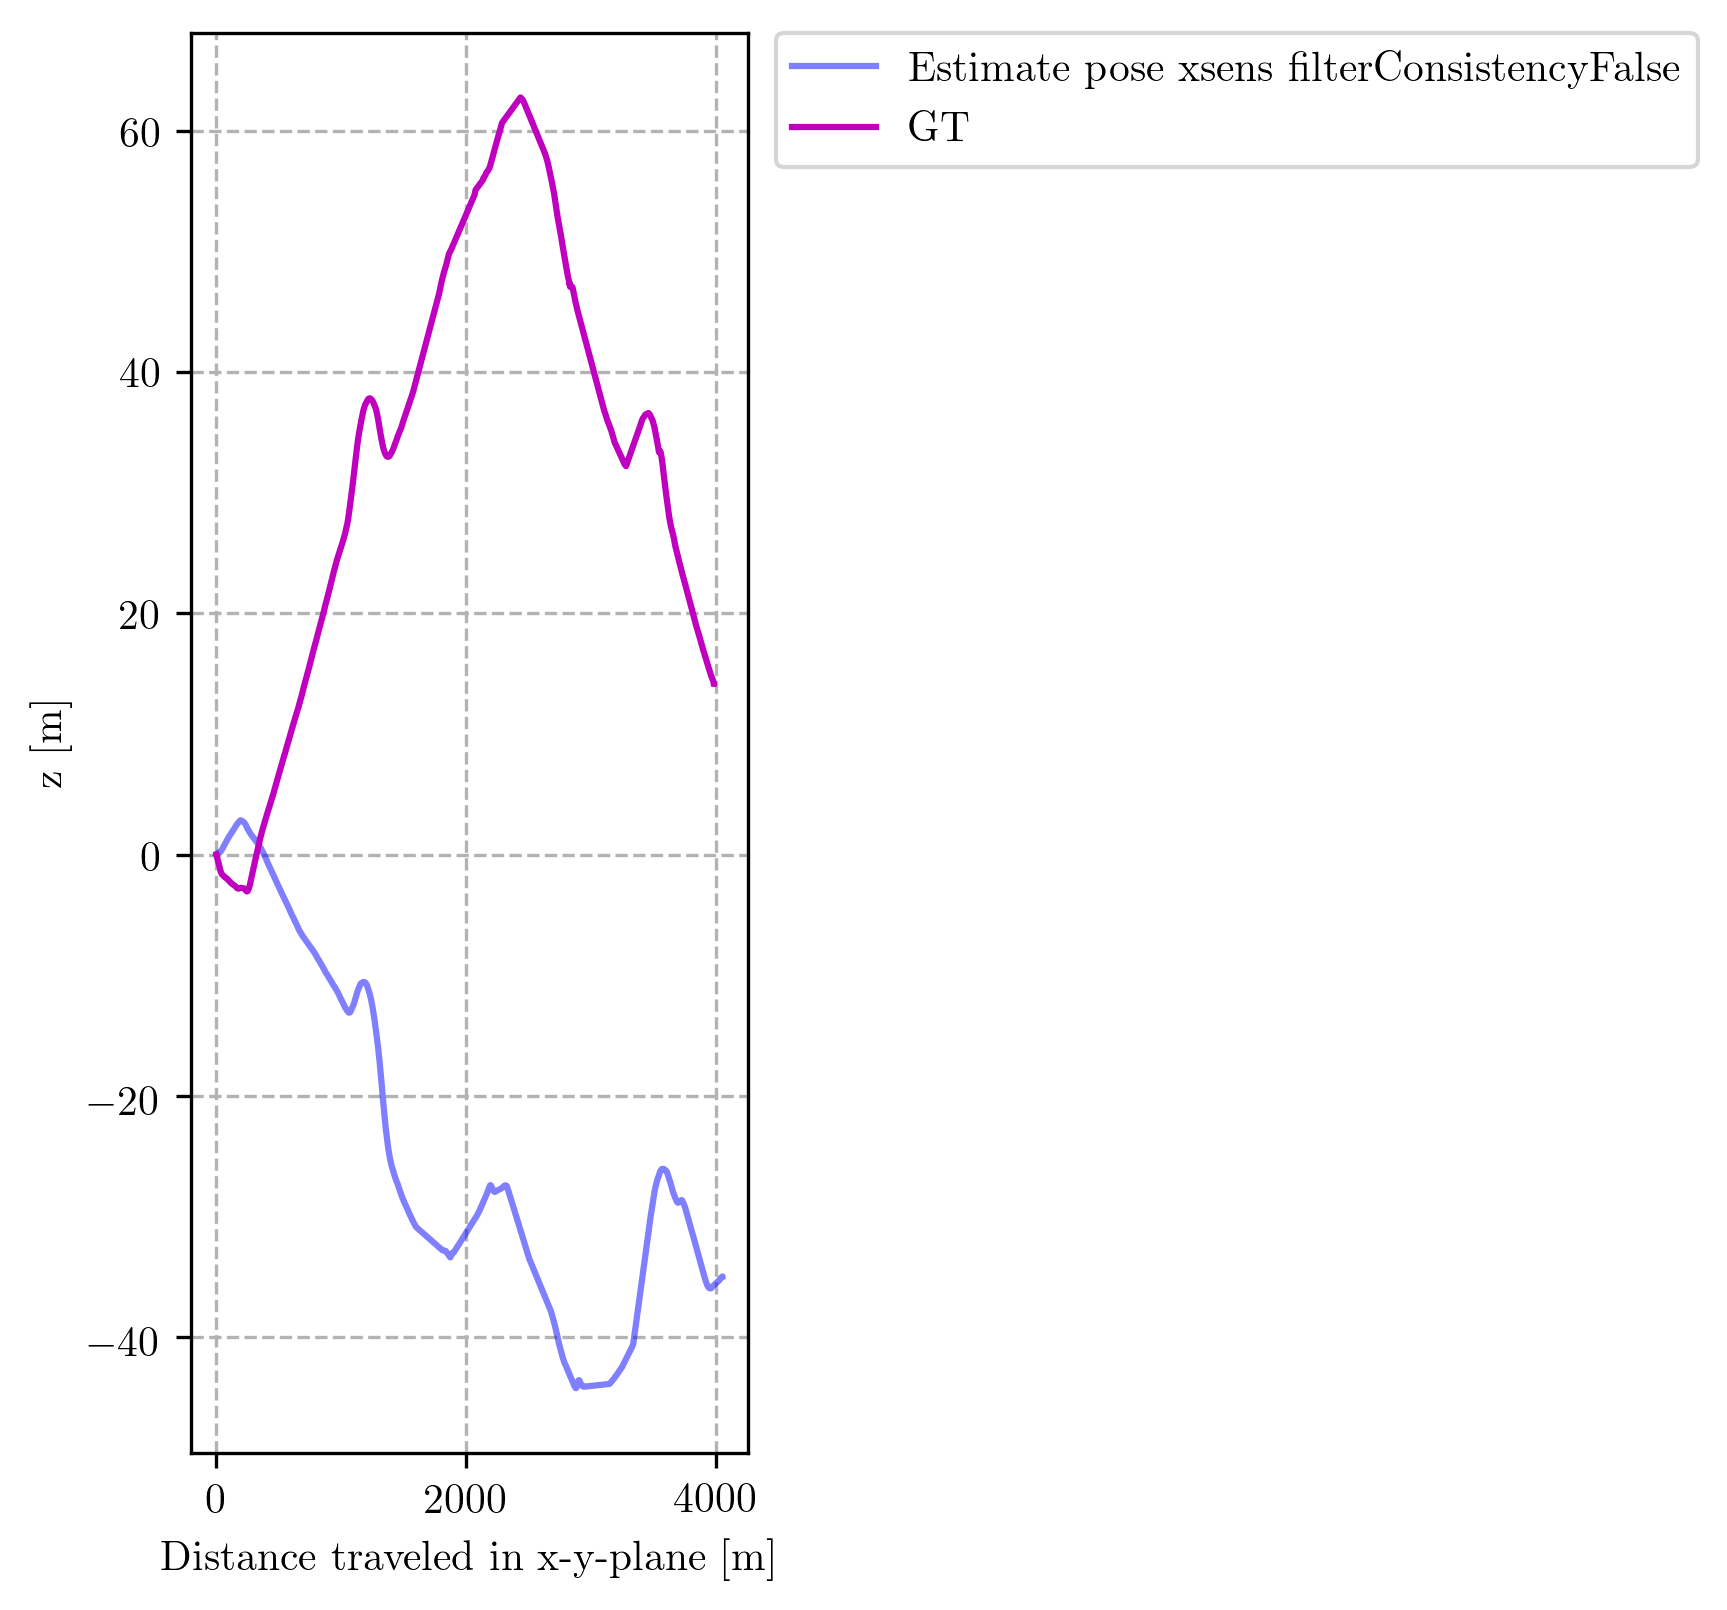 Estimate pose xsens filterConsistencyFalse
GT
60
40
20
0
−20
−40
z [m]
0 2000 4000
Distance traveled in x-y-plane [m]